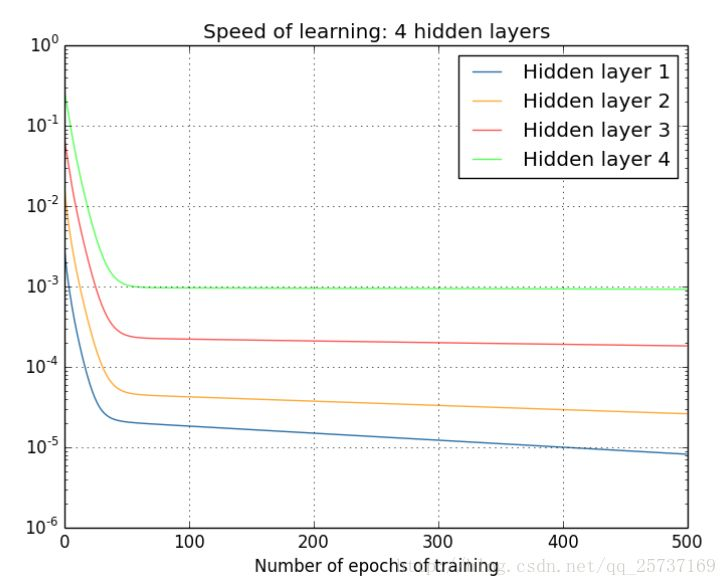 Speed of learning: 4 hidden layers
10^0
Hidden layer 1
Hidden layer 2
Hidden layer 3
Hidden layer 4
10^-1
10^-2
10^-3
10^-4
10^-5
10^-6
0 100 200 300 400 500
Number of epochs of training
blog.csdn.net/qq_25737169